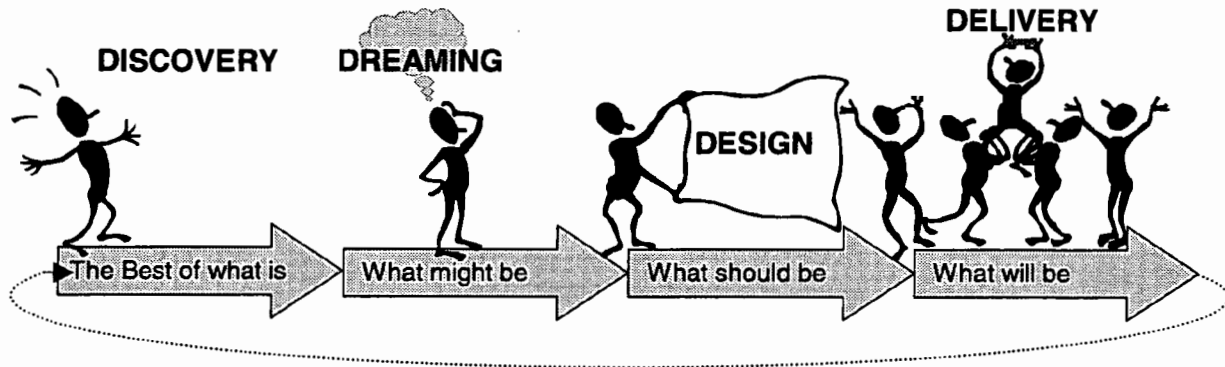 DISCOVERY
DREAMING
DESIGN
DELIVERY
The Best of what is
What might be
What should be
What will be